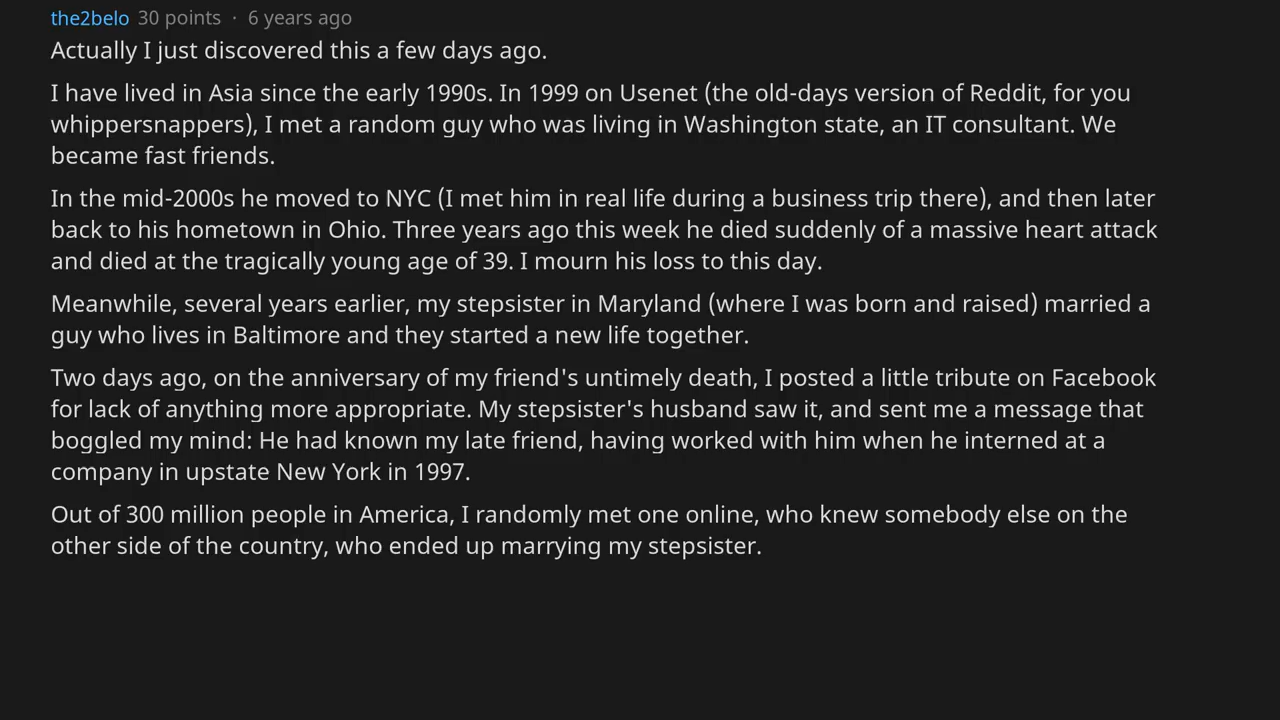 the2belo 30 points · 6 years ago
Actually I just discovered this a few days ago.
I have lived in Asia since the early 1990s. In 1999 on Usenet (the old-days version of Reddit, for you
whippersnappers), I met a random guy who was living in Washington state, an IT consultant. We
became fast friends.
In the mid-2000s he moved to NYC (I met him in real life during a business trip there), and then later
back to his hometown in Ohio. Three years ago this week he died suddenly of a massive heart attack
and died at the tragically young age of 39. I mourn his loss to this day.
Meanwhile, several years earlier, my stepsister in Maryland (where I was born and raised) married a
guy who lives in Baltimore and they started a new life together.
Two days ago, on the anniversary of my friend's untimely death, I posted a little tribute on Facebook
for lack of anything more appropriate. My stepsister's husband saw it, and sent me a message that
boggled my mind: He had known my late friend, having worked with him when he interned at a
company in upstate New York in 1997.
Out of 300 million people in America, I randomly met one online, who knew somebody else on the
other side of the country, who ended up marrying my stepsister.